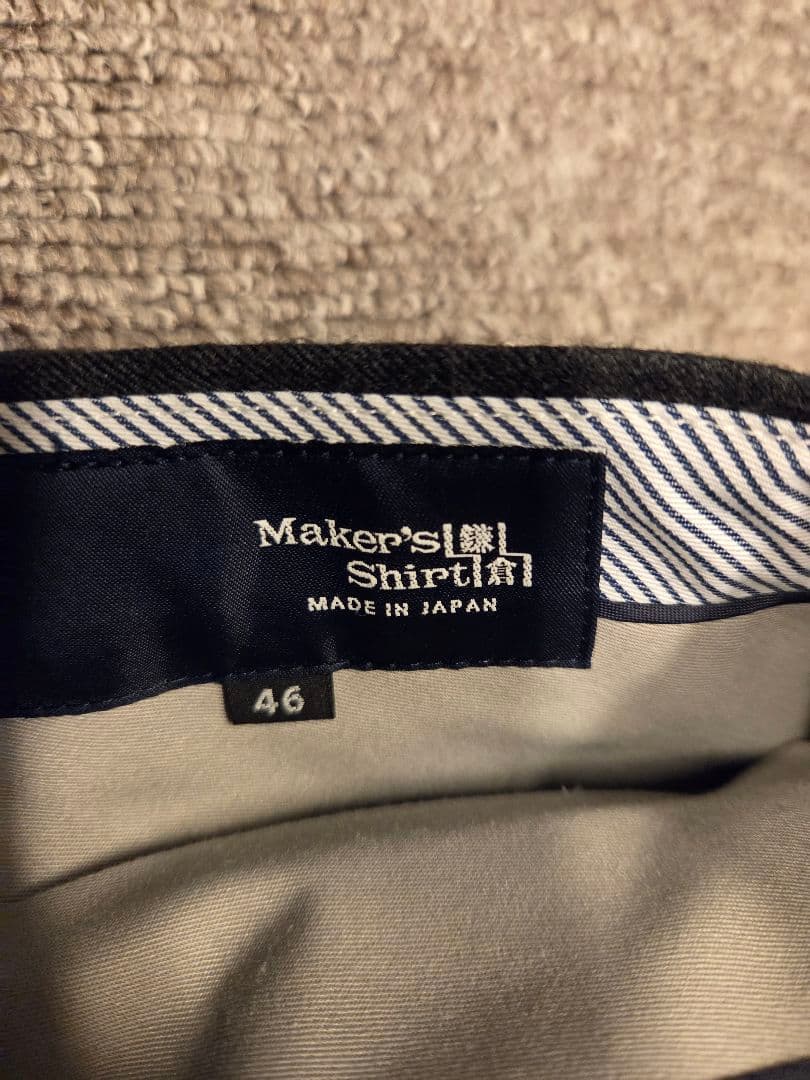 Maker's 鎌
Shirt 倉
MADE IN JAPAN
46